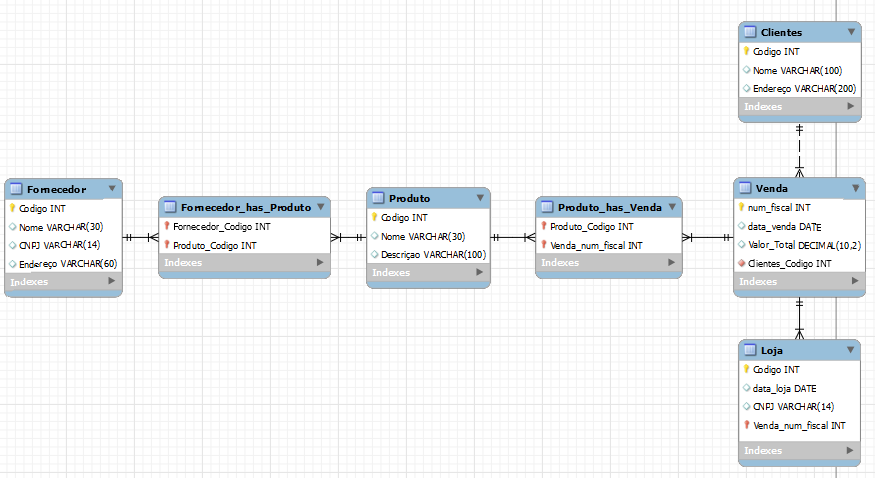 Clientes
Codigo INT
Nome VARCHAR(100)
Endereço VARCHAR(200)
Indexes
Fornecedor
Codigo INT
Nome VARCHAR(30)
CNPJ VARCHAR(14)
Endereço VARCHAR(60)
Indexes
Fornecedor_has_Produto
Fornecedor_Codigo INT
Produto_Codigo INT
Indexes
Produto
Codigo INT
Nome VARCHAR(30)
Descriçao VARCHAR(100)
Indexes
Produto_has_Venda
Produto_Codigo INT
Venda_num_fiscal INT
Indexes
Venda
num_fiscal INT
data_venda DATE
Valor_Total DECIMAL(10,2)
Clientes_Codigo INT
Indexes
Loja
Codigo INT
data_loja DATE
CNPJ VARCHAR(14)
Venda_num_fiscal INT
Indexes